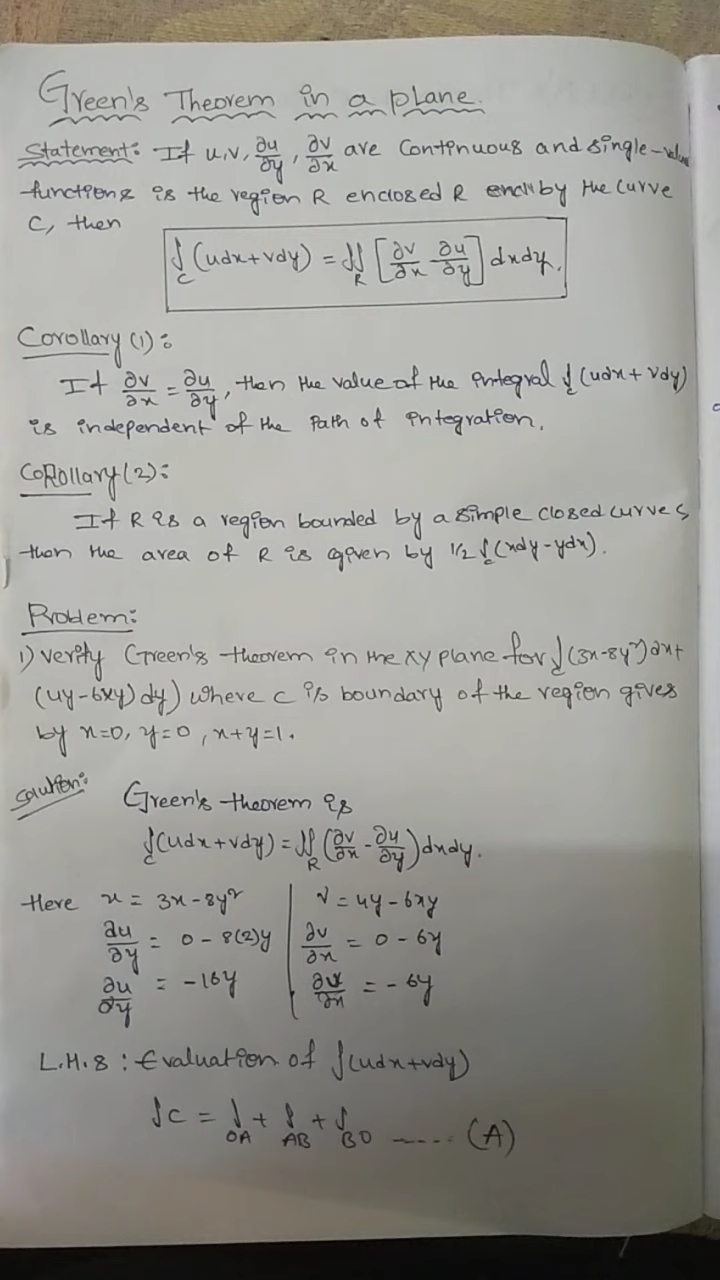 Green's Theorem in a plane.
Statement: If u,v, ∂u/∂y, ∂v/∂x are continuous and single-value
functions is the region R enclosed R encl by the curve
C, then
∫c (udx+vdy) = ∬R [∂v/∂x - ∂u/∂y] dxdy.
Corollary (1):
If ∂v/∂x = ∂u/∂y, then the value of the integral ∫c (udx+vdy)
is independent of the path of integration.
Corollary (2):
If R is a region bounded by a simple closed curve s,
then the area of R is given by 1/2 ∫c (xdy-ydx).
Problem:
1) verify Green's theorem in the xy plane for ∫c (3x-8y²)dx+
(4y-6xy)dy) where c is boundary of the region gives
by x=0, y=0, x+y=1.
Solution: Green's theorem is
∫c (udx+vdy) = ∬R (∂v/∂x - ∂u/∂y) dxdy.
Here u = 3x-8y² | v = 4y-6xy
∂u/∂y = 0-8(2)y | ∂v/∂x = 0-6y
∂u/∂y = -16y | ∂v/∂x = -6y
L.H.S : Evaluation of ∫(udx+vdy)
∫c = ∫OA + ∫AB + ∫BO ..... (A)